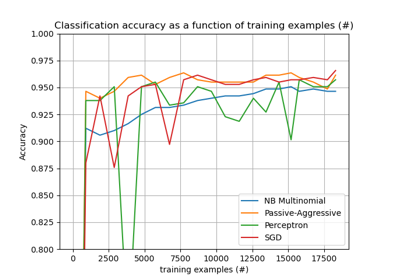 Classification accuracy as a function of training examples (#)
1.000
0.975
0.950
0.925
0.900
0.875
0.850
0.825
0.800
Accuracy
NB Multinomial
Passive-Aggressive
Perceptron
SGD
0 2500 5000 7500 10000 12500 15000 17500
training examples (#)